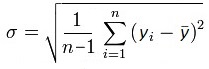 σ = √( 1/(n−1) ∑_{i=1}^{n} (y_i − ȳ)² )